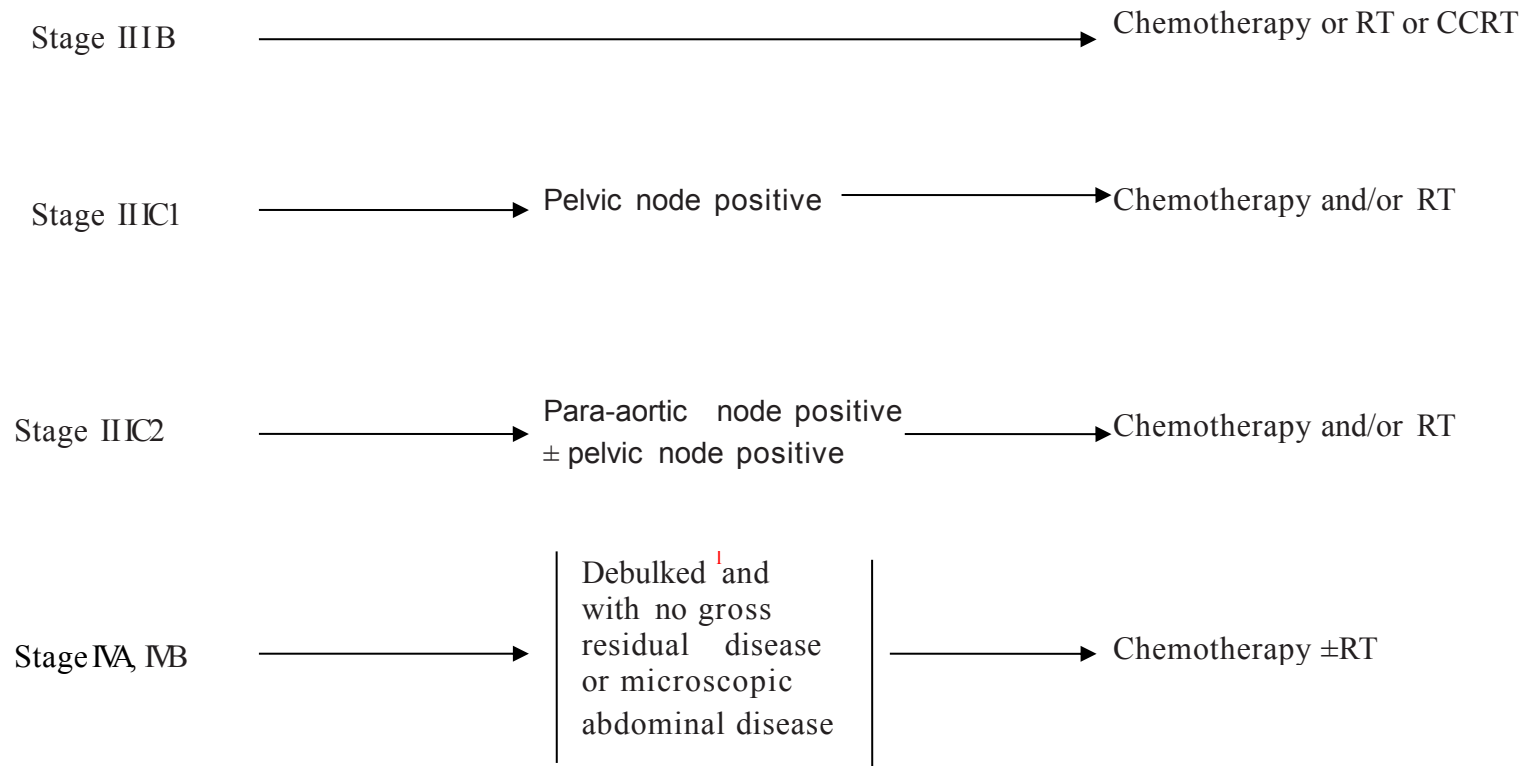 Stage IIIB
Chemotherapy or RT or CCRT
Stage IIIC1
Pelvic node positive
Chemotherapy and/or RT
Stage IIIC2
Para-aortic node positive
± pelvic node positive
Chemotherapy and/or RT
Stage IVA, IVB
Debulked 1 and
with no gross
residual disease
or microscopic
abdominal disease
Chemotherapy ±RT